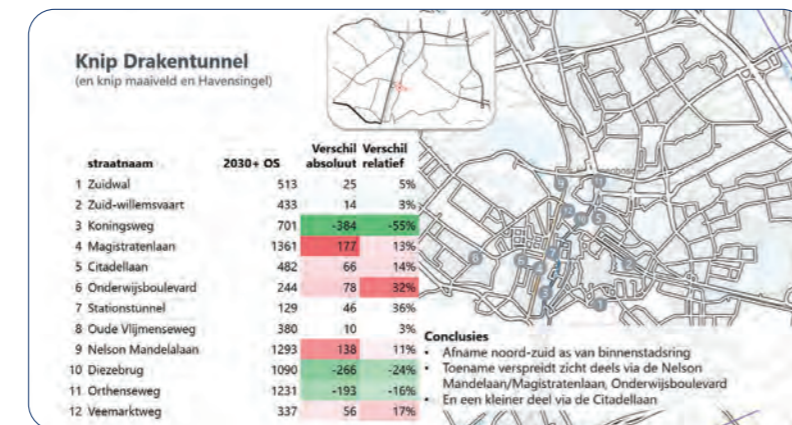 Knip Drakentunnel
(en knip maaiveld en Havensingel)
straatnaam 2030+ OS Verschil absoluut Verschil relatief
1 Zuidwal 513 25 5%
2 Zuid-willemsvaart 433 14 3%
3 Koningsweg 701 -384 -55%
4 Magistratenlaan 1361 177 13%
5 Citadellaan 482 66 14%
6 Onderwijsboulevard 244 78 32%
7 Stationstunnel 129 46 36%
8 Oude Vlijmenseweg 380 10 3%
9 Nelson Mandelalaan 1293 138 11%
10 Diezebrug 1090 -266 -24%
11 Orthenseweg 1231 -193 -16%
12 Veemarktweg 337 56 17%
Conclusies
• Afname noord-zuid as van binnenstadsring
• Toename verspreidt zicht deels via de Nelson
Mandelaan/Magistratenlaan, Onderwijsboulevard
• En een kleiner deel via de Citadellaan